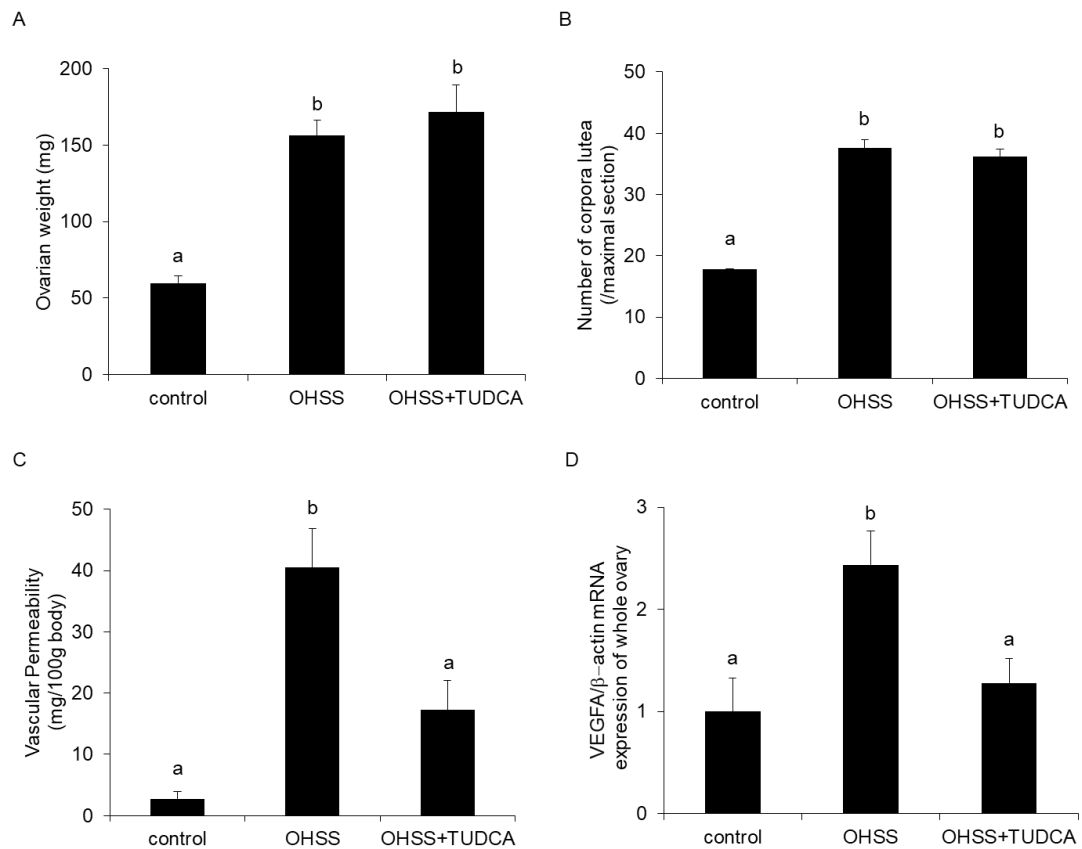 A
Ovarian weight (mg)
200
150
100
50
0
a
b
b
control
OHSS
OHSS+TUDCA
B
Number of corpora lutea
(/maximal section)
50
40
30
20
10
0
a
b
b
control
OHSS
OHSS+TUDCA
C
Vascular Permeability
(mg/100g body)
50
40
30
20
10
0
a
b
a
control
OHSS
OHSS+TUDCA
D
VEGFA/β−actin mRNA
expression of whole ovary
3
2
1
0
a
b
a
control
OHSS
OHSS+TUDCA